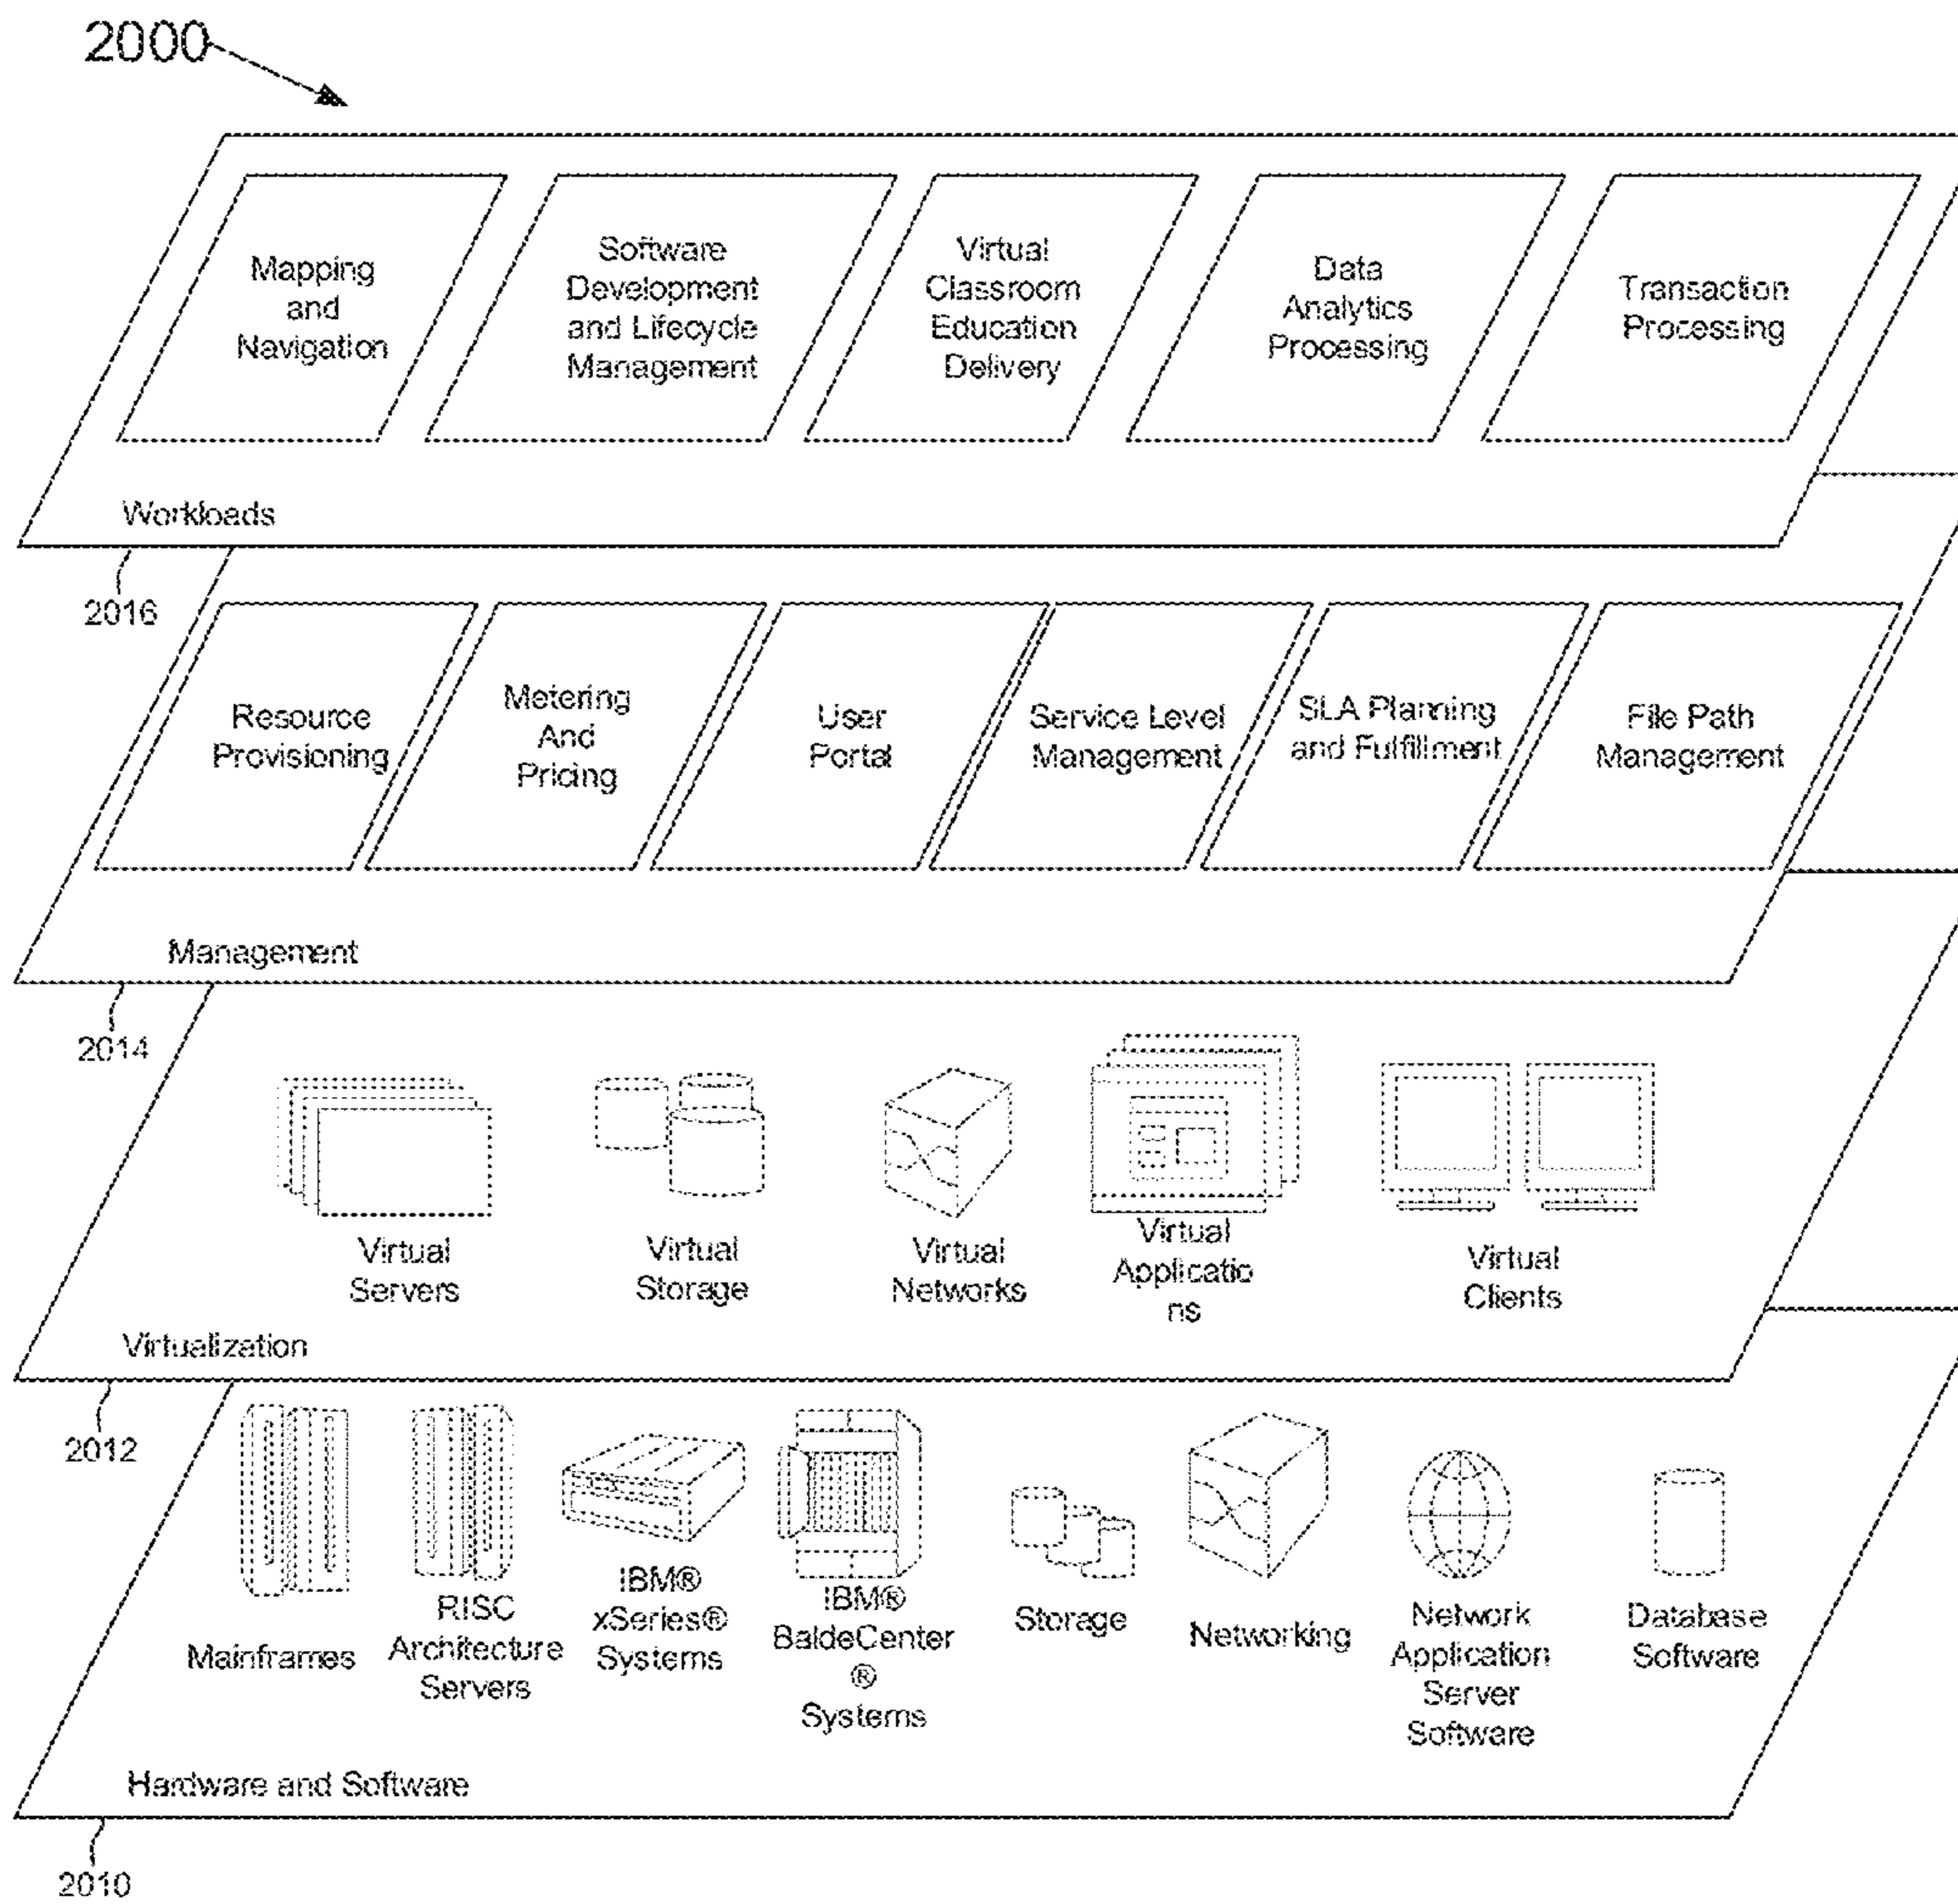 2000
Mapping
and
Navigation
Software
Development
and Lifecycle
Management
Virtual
Classroom
Education
Delivery
Data
Analytics
Processing
Transaction
Processing
Workloads
2016
Resource
Provisioning
Metering
And
Pricing
User
Portal
Service Level
Management
SLA Planning
and Fulfillment
File Path
Management
Management
2014
Virtual
Servers
Virtual
Storage
Virtual
Networks
Virtual
Applicatio
ns
Virtual
Clients
Virtualization
2012
Mainframes
RISC
Architecture
Servers
IBM®
xSeries®
Systems
IBM®
BaldeCenter
®
Systems
Storage
Networking
Network
Application
Server
Software
Database
Software
Hardware and Software
2010